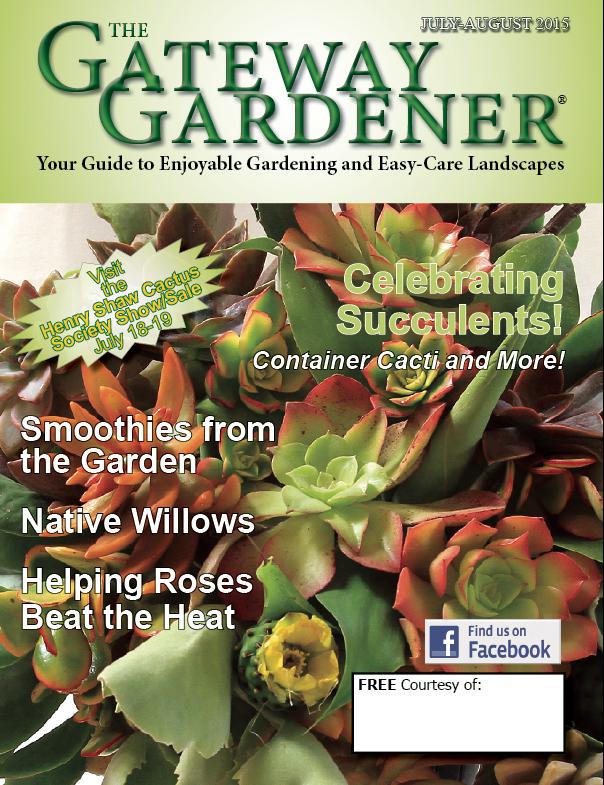 JULY-AUGUST 2015
THE
GATEWAY
GARDENER®
Your Guide to Enjoyable Gardening and Easy-Care Landscapes
Visit
the
Henry Shaw Cactus
Society Show/Sale
July 18-19
Celebrating
Succulents!
Container Cacti and More!
Smoothies from
the Garden
Native Willows
Helping Roses
Beat the Heat
f
Find us on
Facebook
FREE Courtesy of: